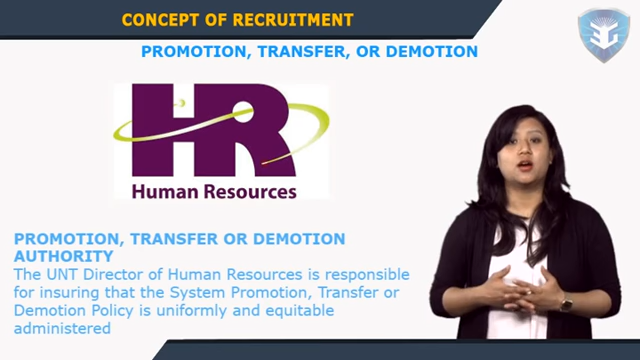 CONCEPT OF RECRUITMENT
PROMOTION, TRANSFER, OR DEMOTION
HR
Human Resources
PROMOTION, TRANSFER OR DEMOTION
AUTHORITY
The UNT Director of Human Resources is responsible
for insuring that the System Promotion, Transfer or
Demotion Policy is uniformly and equitable
administered